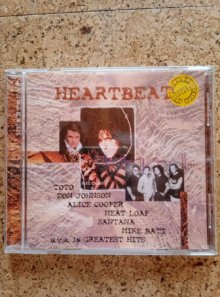 HEARTBEAT
TOTO
DON JOHNSON
ALICE COOPER
MEAT LOAF
SANTANA
MIKE BATT
u.v.a. 16 GREATEST HITS